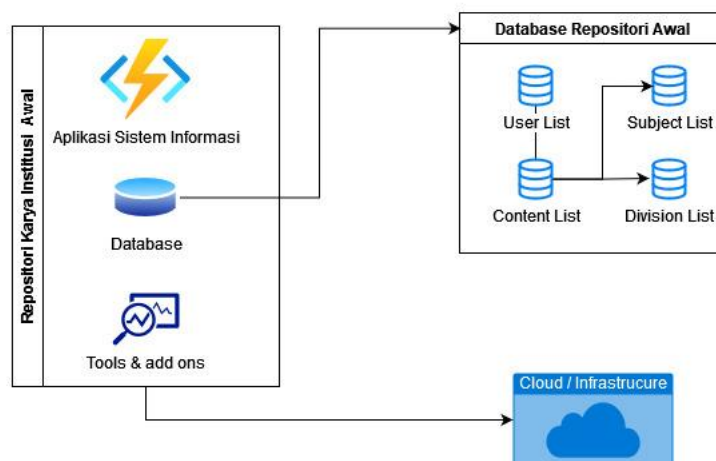 Repositori Karya Institusi Awal
Aplikasi Sistem Informasi
Database
Tools & add ons
Database Repositori Awal
User List
Subject List
Content List
Division List
Cloud / Infrastrucure